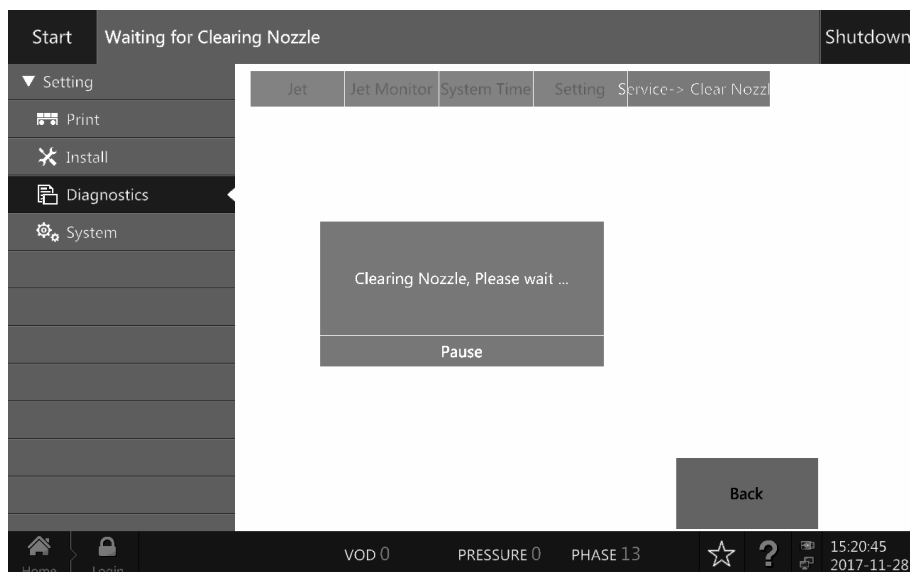 Start Waiting for Clearing Nozzle Shutdown
Setting
Jet Jet Monitor System Time Setting Service-> Clear Nozzl
Print
Install
Diagnostics
System
Clearing Nozzle, Please wait ...
Pause
Back
Home Login
VOD 0 PRESSURE 0 PHASE 13
?
15:20:45
2017-11-28